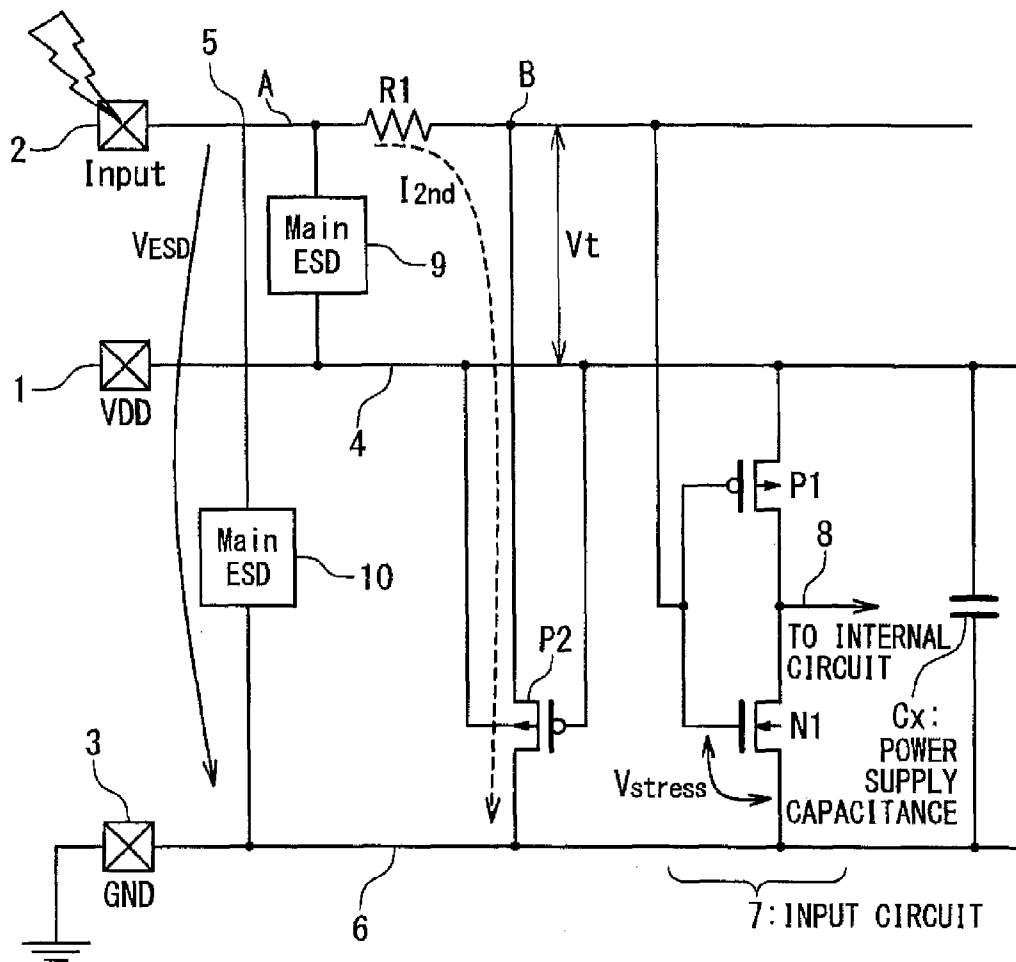 5
A
R1
B
2
Input
I2nd
VESD
Main
ESD
9
Vt
1
VDD
4
P1
Main
ESD
10
8
P2
TO INTERNAL
CIRCUIT
N1
Cx:
POWER
SUPPLY
CAPACITANCE
Vstress
3
GND
6
7:INPUT CIRCUIT